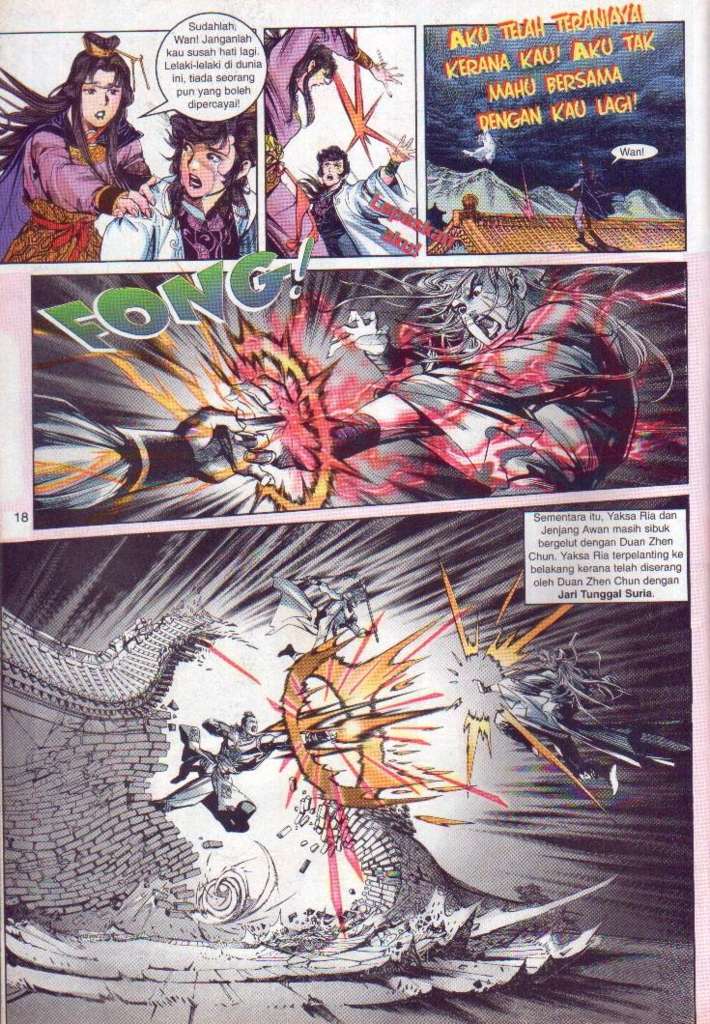 Sudahlah,
Wan! Janganlah
kau susah hati lagi.
Lelaki-lelaki di dunia
ini, tiada seorang
pun yang boleh
dipercayai!
Lepaskan
aku!
AKU TELAH TERANIAYA
KERANA KAU! AKU TAK
MAHU BERSAMA
DENGAN KAU LAGI!
Wan!
FONG!
18
Sementara itu, Yaksa Ria dan
Jenjang Awan masih sibuk
bergelut dengan Duan Zhen
Chun. Yaksa Ria terpelanting ke
belakang kerana telah diserang
oleh Duan Zhen Chun dengan
Jari Tunggal Suria.